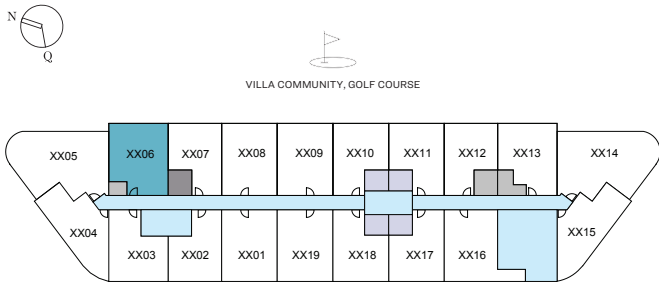 N
Q
VILLA COMMUNITY, GOLF COURSE
XX05 XX06 XX07 XX08 XX09 XX10 XX11 XX12 XX13 XX14
XX04 XX03 XX02 XX01 XX19 XX18 XX17 XX16 XX15